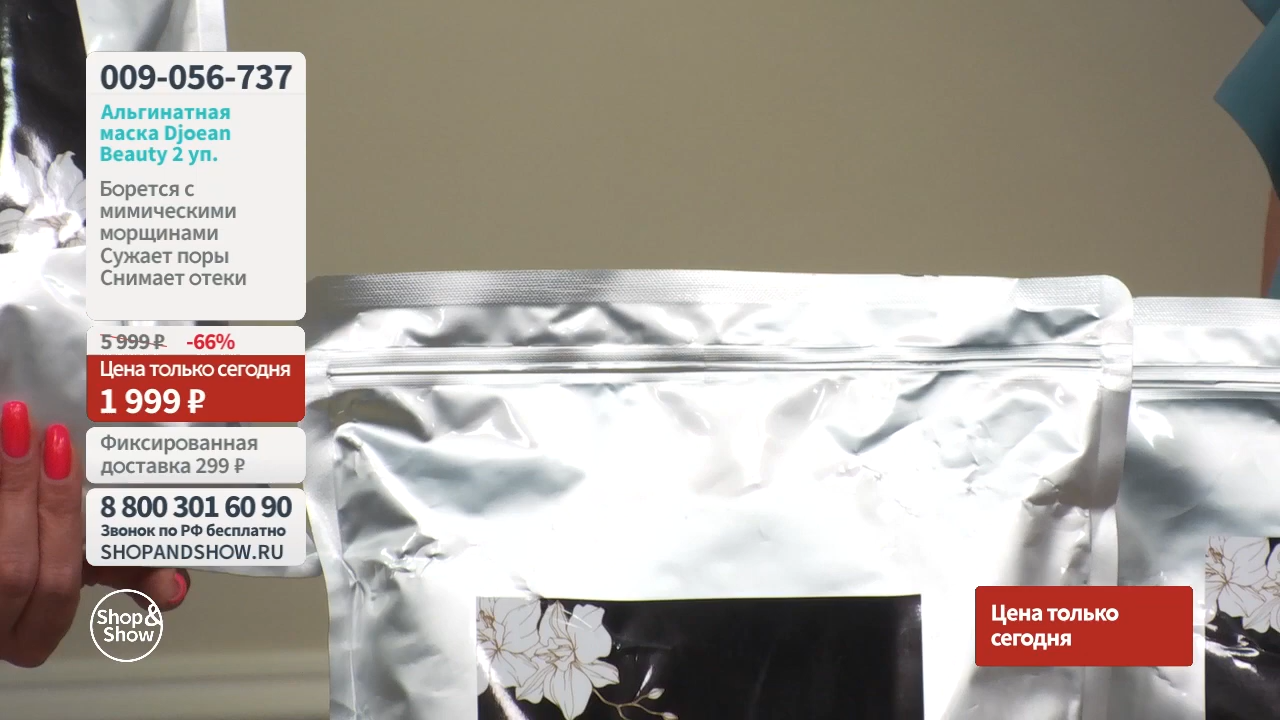 009-056-737
Альгинатная
маска Djoean
Beauty 2 уп.
Борется с
мимическими
морщинами
Сужает поры
Снимает отеки
5 999 ₽ -66%
Цена только сегодня
1 999 ₽
Фиксированная
доставка 299 ₽
8 800 301 60 90
Звонок по РФ бесплатно
SHOPANDSHOW.RU
Shop&
Show
Цена только
сегодня